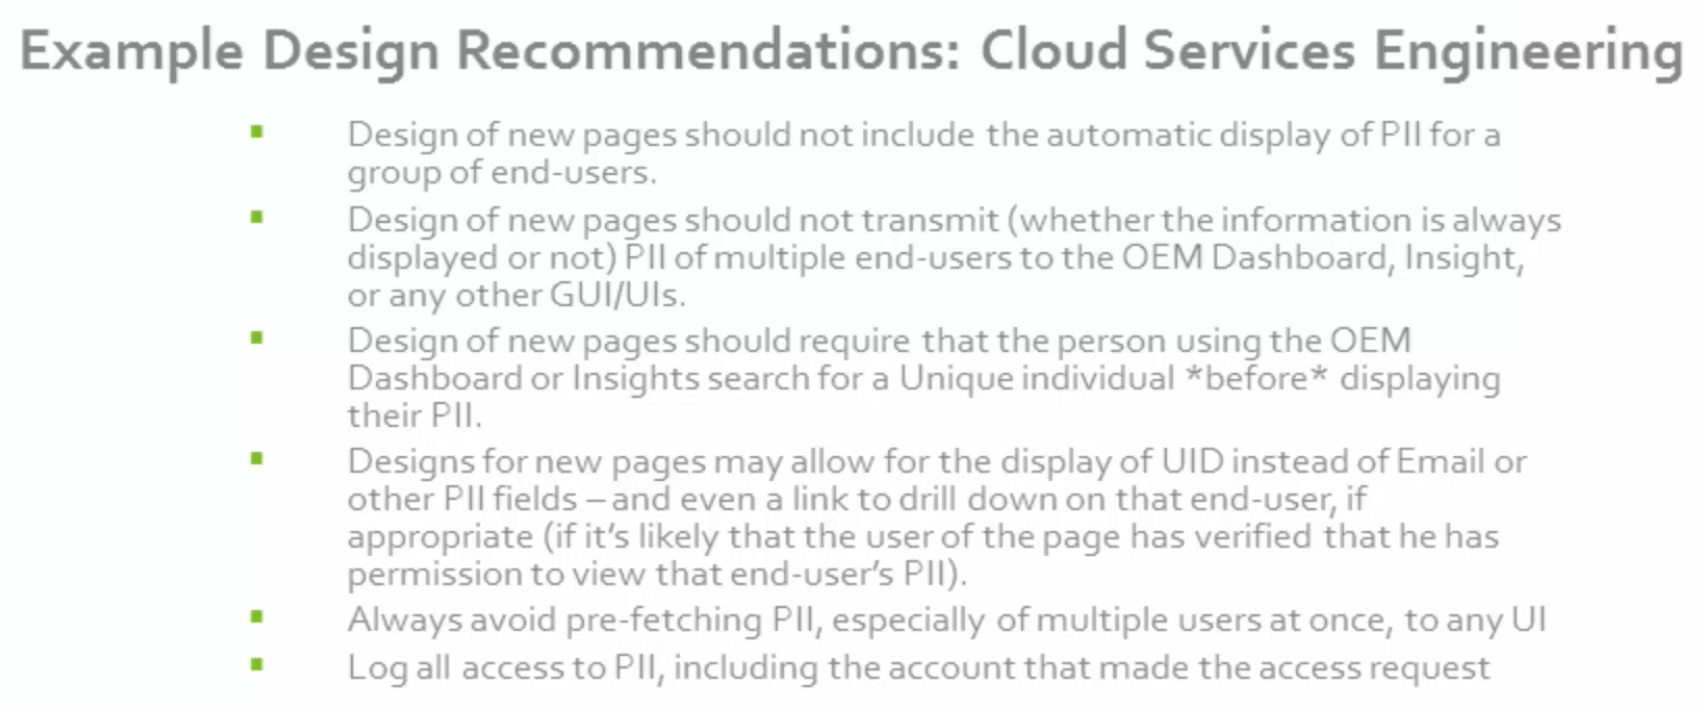 Example Design Recommendations: Cloud Services Engineering
Design of new pages should not include the automatic display of PII for a
group of end-users.
Design of new pages should not transmit (whether the information is always
displayed or not) PII of multiple end-users to the OEM Dashboard, Insight,
or any other GUI/UIs.
Design of new pages should require that the person using the OEM
Dashboard or Insights search for a Unique individual *before* displaying
their PII.
Designs for new pages may allow for the display of UID instead of Email or
other PII fields – and even a link to drill down on that end-user, if
appropriate (if it's likely that the user of the page has verified that he has
permission to view that end-user's PII).
Always avoid pre-fetching PII, especially of multiple users at once, to any UI
Log all access to PII, including the account that made the access request